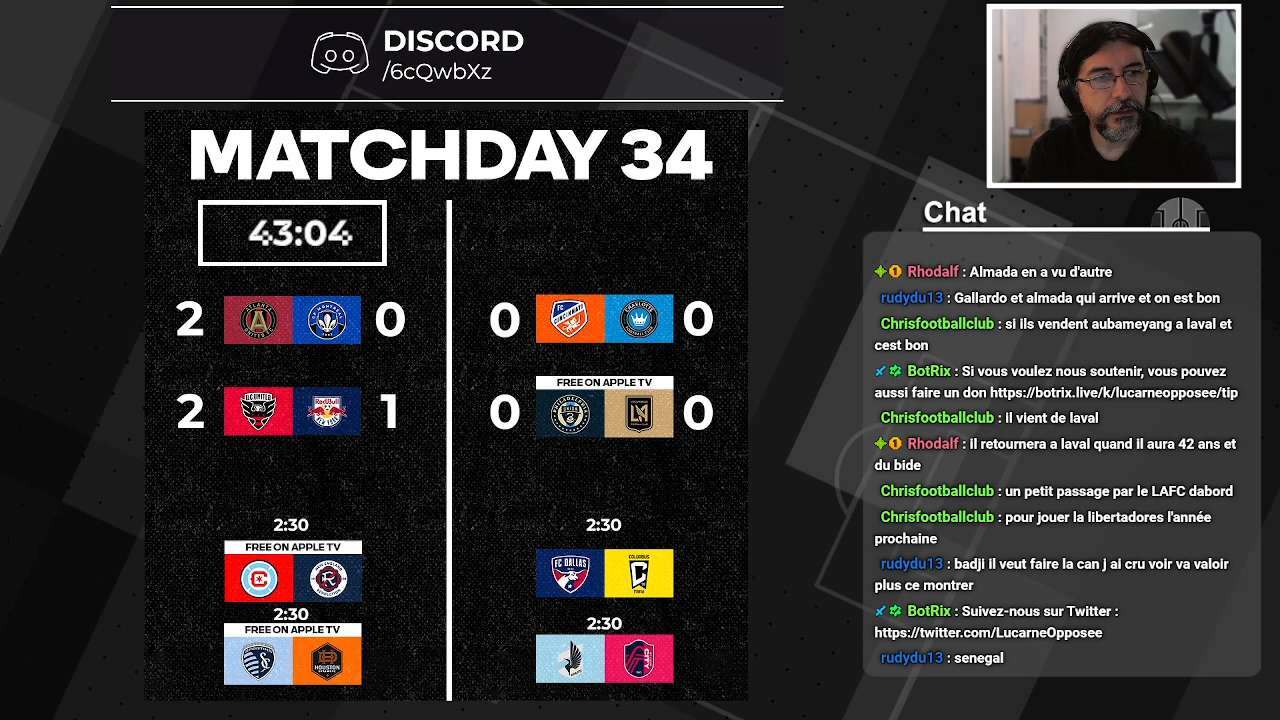 DISCORD
/6cQwbXz
MATCHDAY 34
43:04
2 0
0 0
2 1
FREE ON APPLE TV
0 0
2:30
FREE ON APPLE TV
2:30
FREE ON APPLE TV
HOUSTON
2:30
FC DALLAS
COLUMBUS
2:30
CITY
Chat
Rhodalf : Almada en a vu d'autre
rudydu13 : Gallardo et almada qui arrive et on est bon
Chrisfootballclub : si ils vendent aubameyang a laval et
cest bon
BotRix : Si vous voulez nous soutenir, vous pouvez
aussi faire un don https://botrix.live/k/lucarneopposee/tip
Chrisfootballclub : il vient de laval
Rhodalf : il retournera a laval quand il aura 42 ans et
du bide
Chrisfootballclub : un petit passage par le LAFC dabord
Chrisfootballclub : pour jouer la libertadores l'année
prochaine
rudydu13 : badji il veut faire la can j ai cru voir va valoir
plus ce montrer
BotRix : Suivez-nous sur Twitter :
https://twitter.com/LucarneOpposee
rudydu13 : senegal